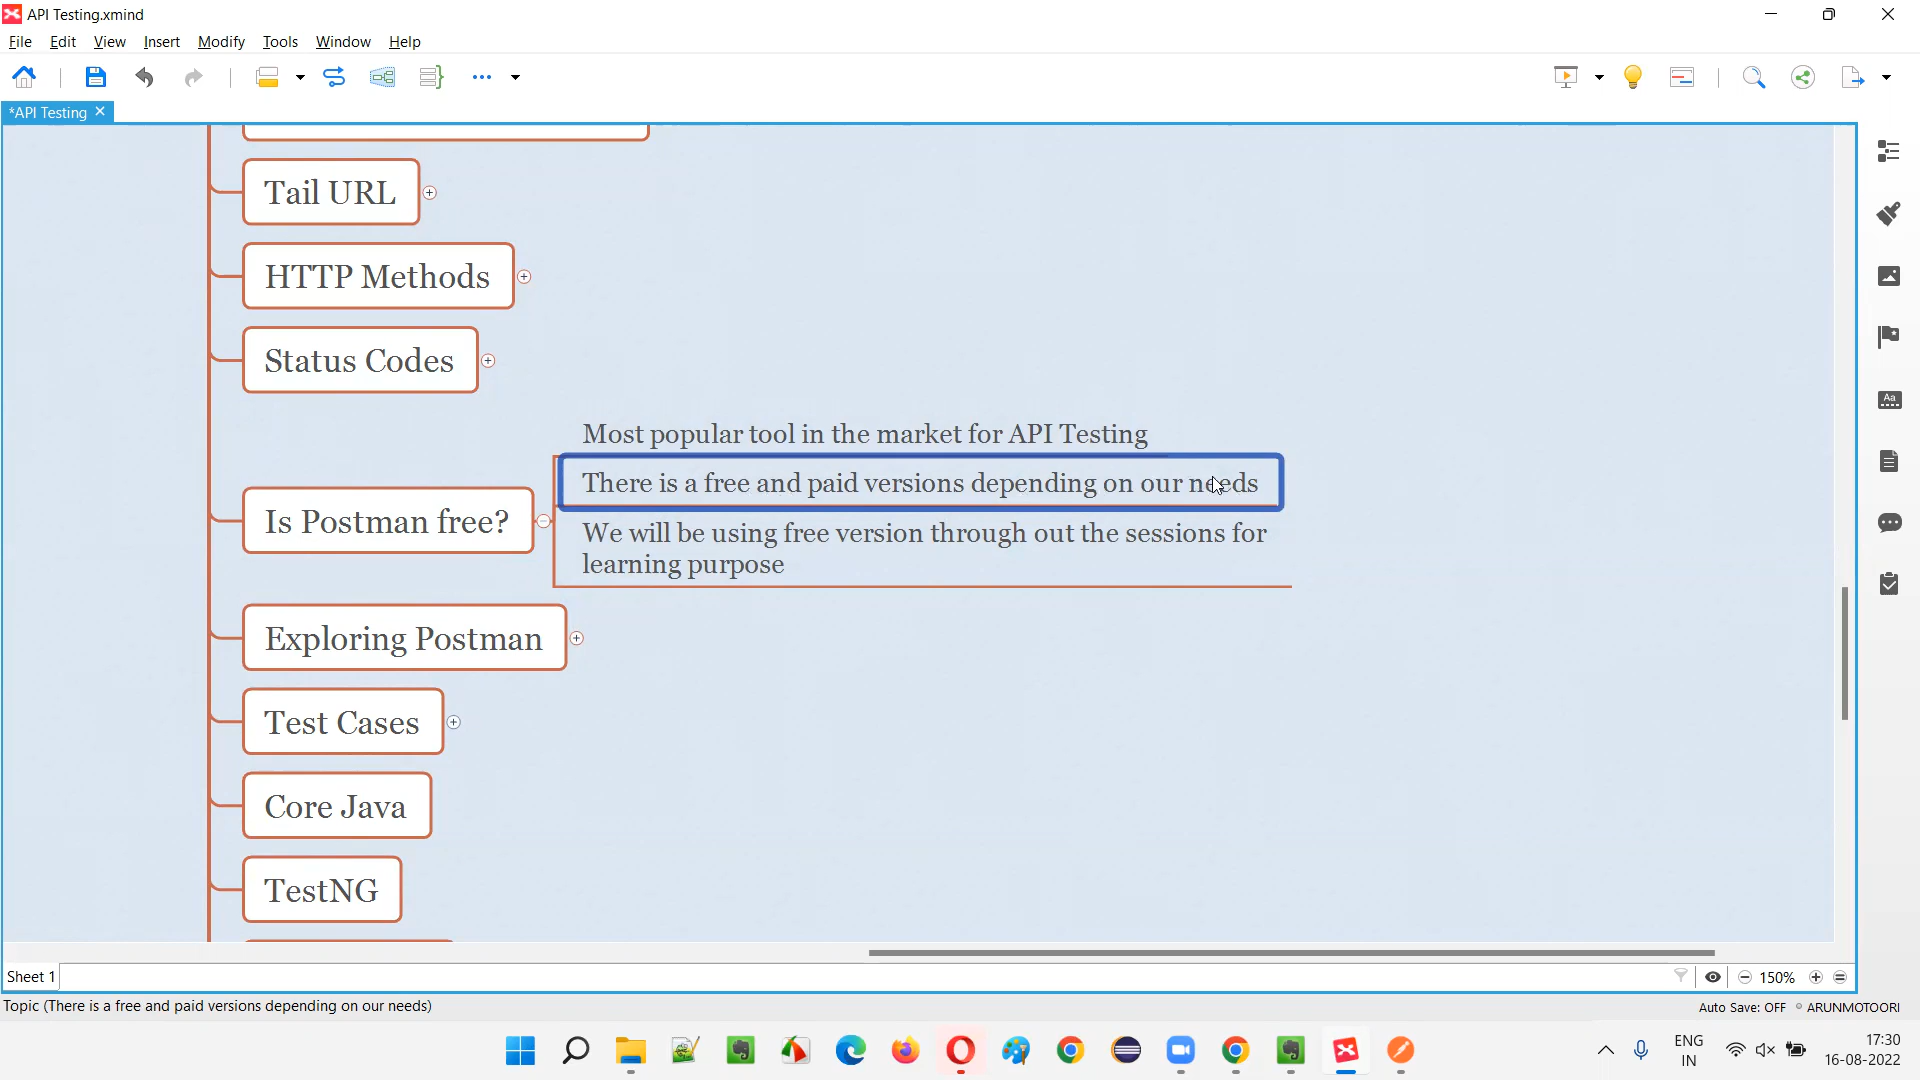 API Testing.xmind
File Edit View Insert Modify Tools Window Help
*API Testing
Tail URL
HTTP Methods
Status Codes
Most popular tool in the market for API Testing
There is a free and paid versions depending on our needs
Is Postman free?
We will be using free version through out the sessions for
learning purpose
Exploring Postman
Test Cases
Core Java
TestNG
Sheet 1
150%
Topic (There is a free and paid versions depending on our needs)
Auto Save: OFF ARUNMOTOORI
ENG
IN
17:30
16-08-2022